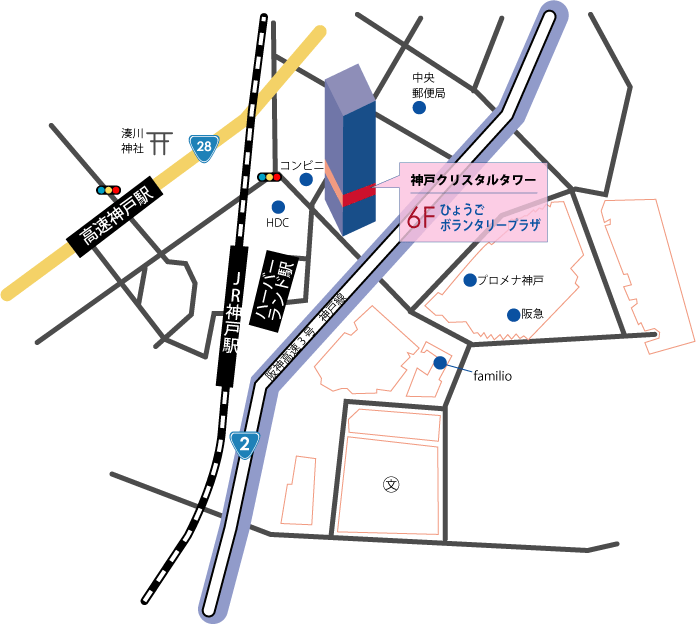 中央
郵便局
湊川
神社
28
コンビニ
神戸クリスタルタワー
6F
ひょうご
ボランタリープラザ
高速神戸駅
HDC
ハーバー
ランド駅
JR神戸駅
プロメナ神戸
阪急
阪神高速3号　神戸線
familio
2
文